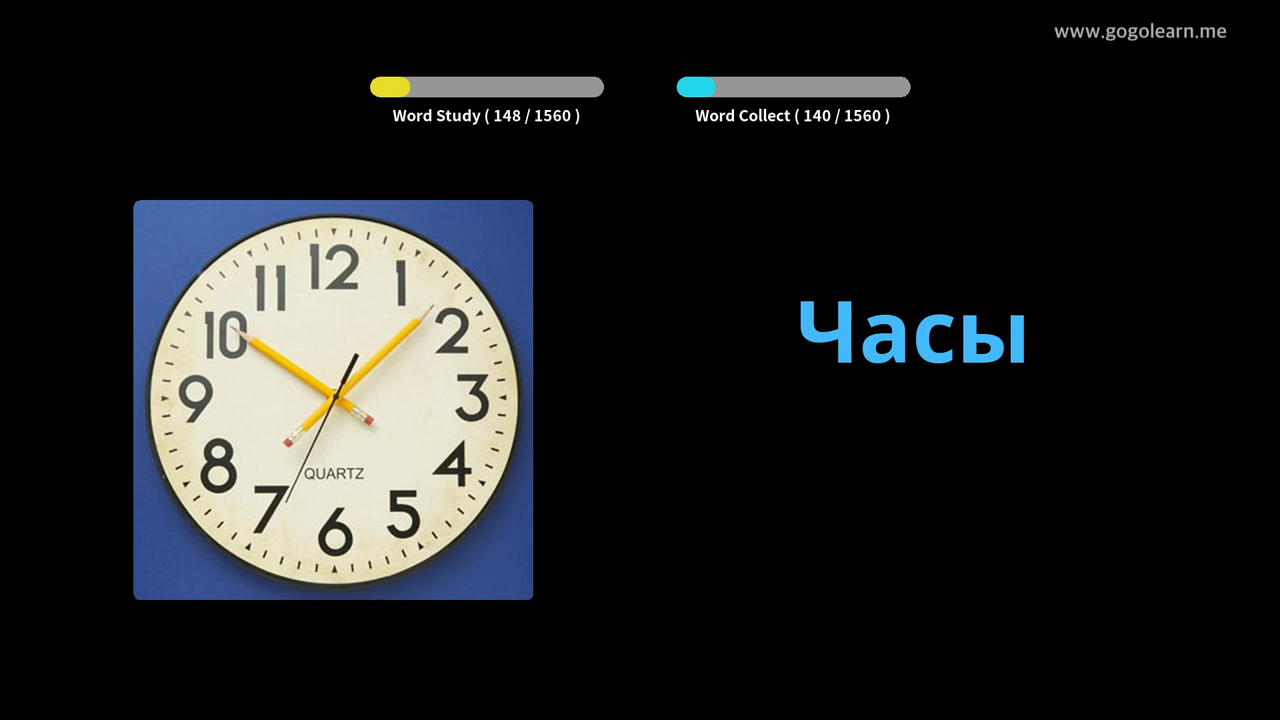 www.gogolearn.me
Word Study ( 148 / 1560 )
Word Collect ( 140 / 1560 )
12
11
1
10
2
9
3
8
4
QUARTZ
7
5
6
Часы